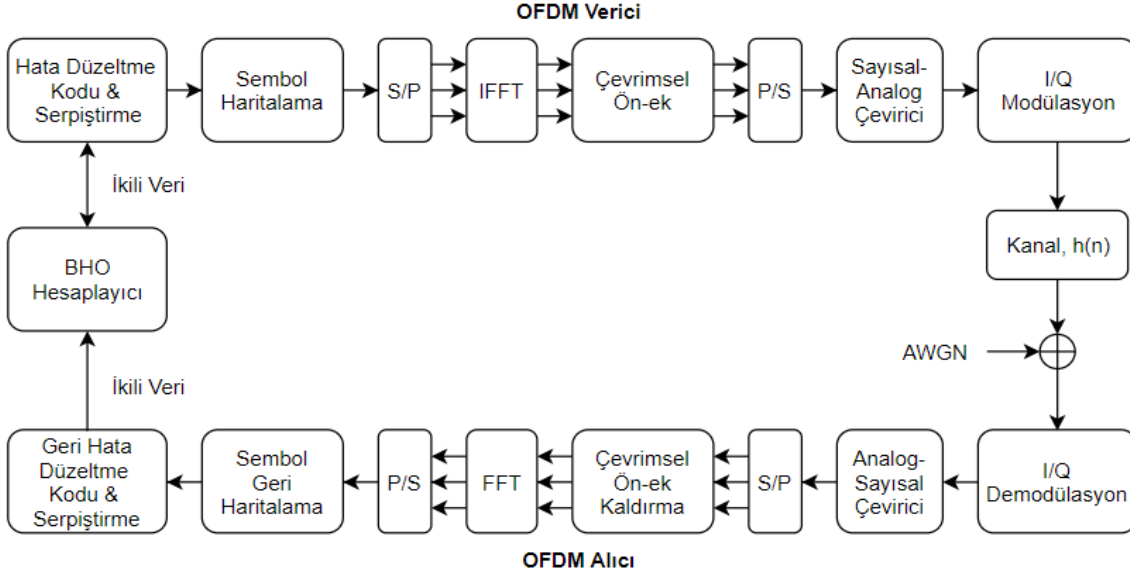 OFDM Verici
Hata Düzeltme
Kodu &
Serpiştirme
Sembol
Haritalama
S/P
IFFT
Çevrimsel
Ön-ek
P/S
Sayısal-
Analog
Çevirici
I/Q
Modülasyon
İkili Veri
BHO
Hesaplayıcı
Kanal, h(n)
AWGN
İkili Veri
Geri Hata
Düzeltme
Kodu &
Serpiştirme
Sembol
Geri
Haritalama
P/S
FFT
Çevrimsel
Ön-ek
Kaldırma
S/P
Analog-
Sayısal
Çevirici
I/Q
Demodülasyon
OFDM Alıcı